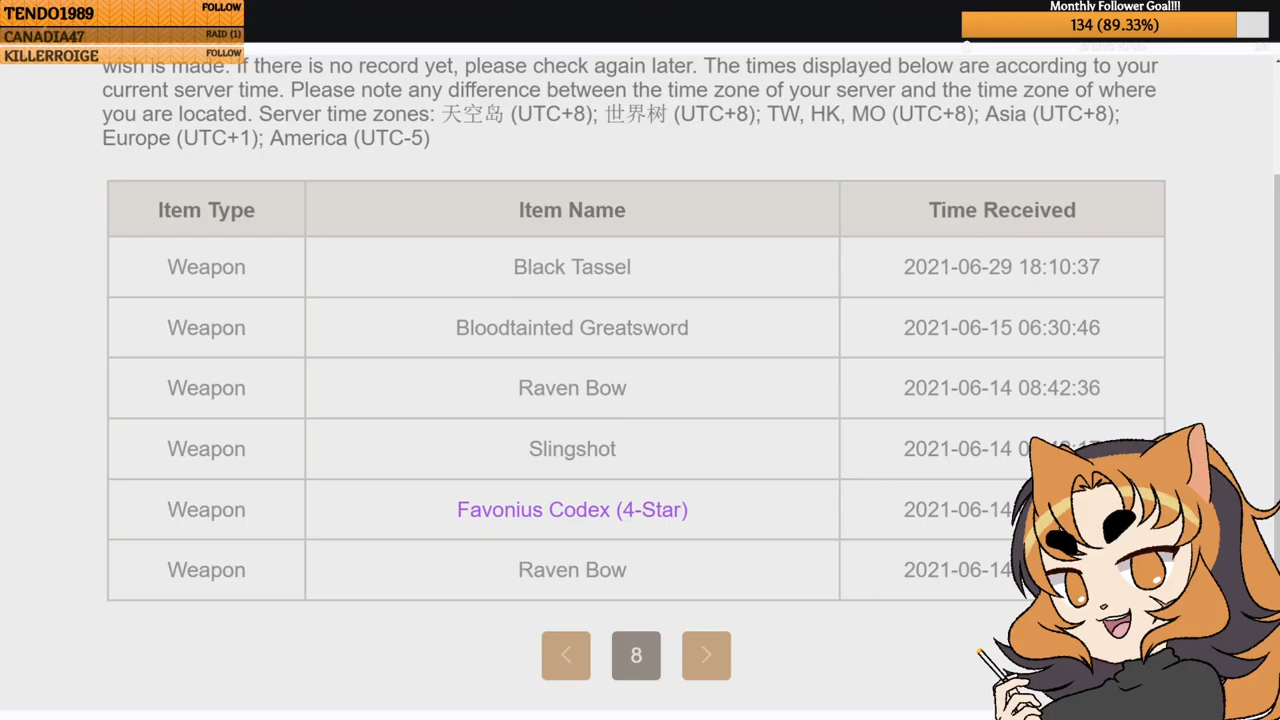 TENDO1989 FOLLOW
CANADIA47 RAID (1)
KILLERROIGE FOLLOW
Monthly Follower Goal!!!
134 (89.33%)
wish is made. If there is no record yet, please check again later. The times displayed below are according to your
current server time. Please note any difference between the time zone of your server and the time zone of where
you are located. Server time zones: 天空岛 (UTC+8); 世界树 (UTC+8); TW, HK, MO (UTC+8); Asia (UTC+8);
Europe (UTC+1); America (UTC-5)
Item Type Item Name Time Received
Weapon Black Tassel 2021-06-29 18:10:37
Weapon Bloodtainted Greatsword 2021-06-15 06:30:46
Weapon Raven Bow 2021-06-14 08:42:36
Weapon Slingshot 2021-06-14
Weapon Favonius Codex (4-Star) 2021-06-14
Weapon Raven Bow 2021-06-14
8